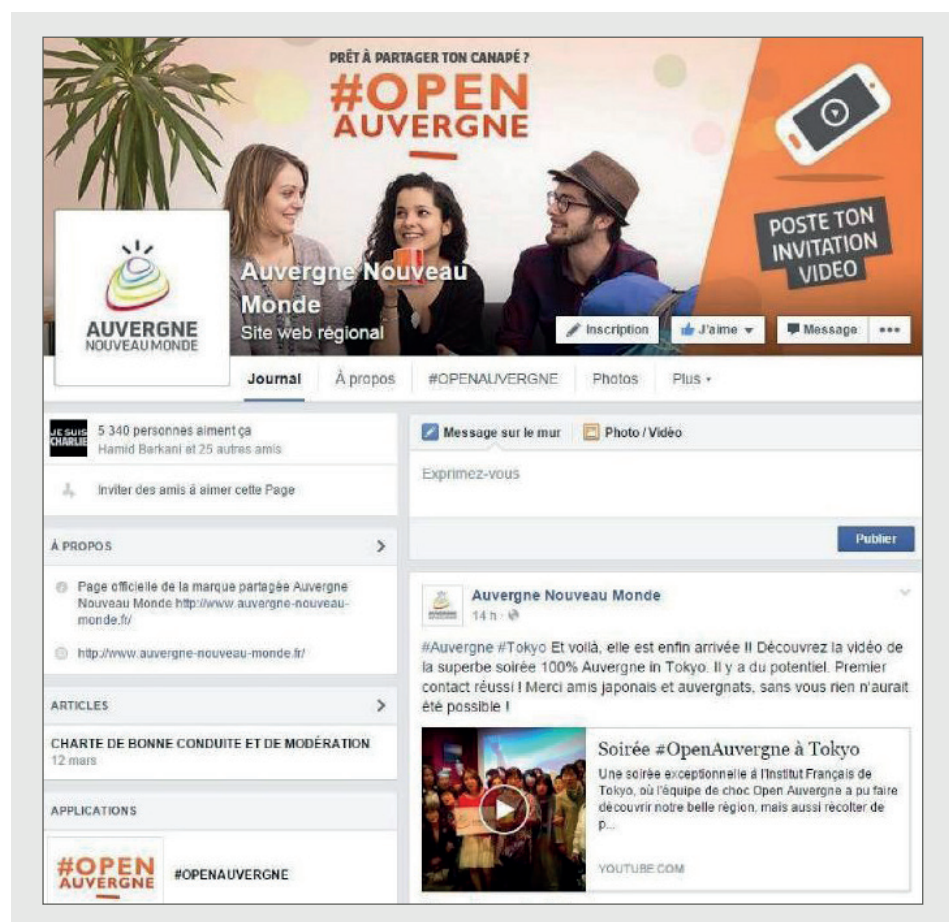 PRÊT À PARTAGER TON CANAPÉ ?
#OPEN
AUVERGNE
POSTE TON
INVITATION
VIDEO
AUVERGNE
NOUVEAU MONDE
Auvergne Nouveau
Monde
Site web régional
Inscription
J'aime
Message
Journal
À propos
#OPENAUVERGNE
Photos
Plus
JE SUIS
CHARLIE
5 340 personnes aiment ça
Hamid Berkani et 25 autres amis
Inviter des amis à aimer cette Page
À PROPOS
Page officielle de la marque partagée Auvergne
Nouveau Monde http://www.auvergne-nouveau-
monde.fr/
http://www.auvergne-nouveau-monde.fr/
ARTICLES
CHARTE DE BONNE CONDUITE ET DE MODÉRATION
12 mars
APPLICATIONS
#OPEN
AUVERGNE
#OPENAUVERGNE
Message sur le mur
Photo / Vidéo
Exprimez-vous
Publier
Auvergne Nouveau Monde
14 h
#Auvergne #Tokyo Et voilà, elle est enfin arrivée !! Découvrez la vidéo de
la superbe soirée 100% Auvergne in Tokyo. Il y a du potentiel. Premier
contact réussi ! Merci amis japonais et auvergnats, sans vous rien n'aurait
été possible !
Soirée #OpenAuvergne à Tokyo
Une soirée exceptionnelle à l'Institut Français de
Tokyo, où l'équipe de choc Open Auvergne a pu faire
découvrir notre belle région, mais aussi récolter de
p...
YOUTUBE.COM